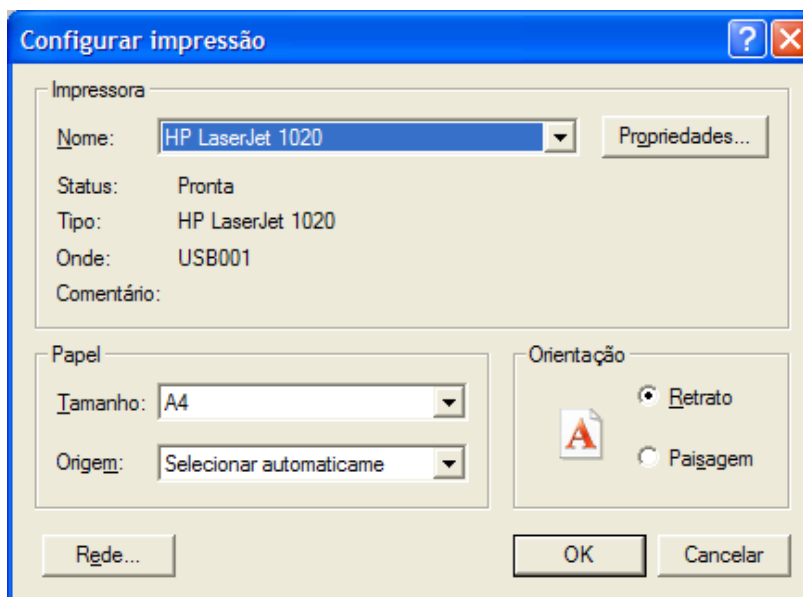 Configurar impressão
Impressora
Nome: HP LaserJet 1020 Propriedades...
Status: Pronta
Tipo: HP LaserJet 1020
Onde: USB001
Comentário:
Papel
Tamanho: A4
Origem: Selecionar automaticame
Orientação
A
Retrato
Paisagem
Rede... OK Cancelar